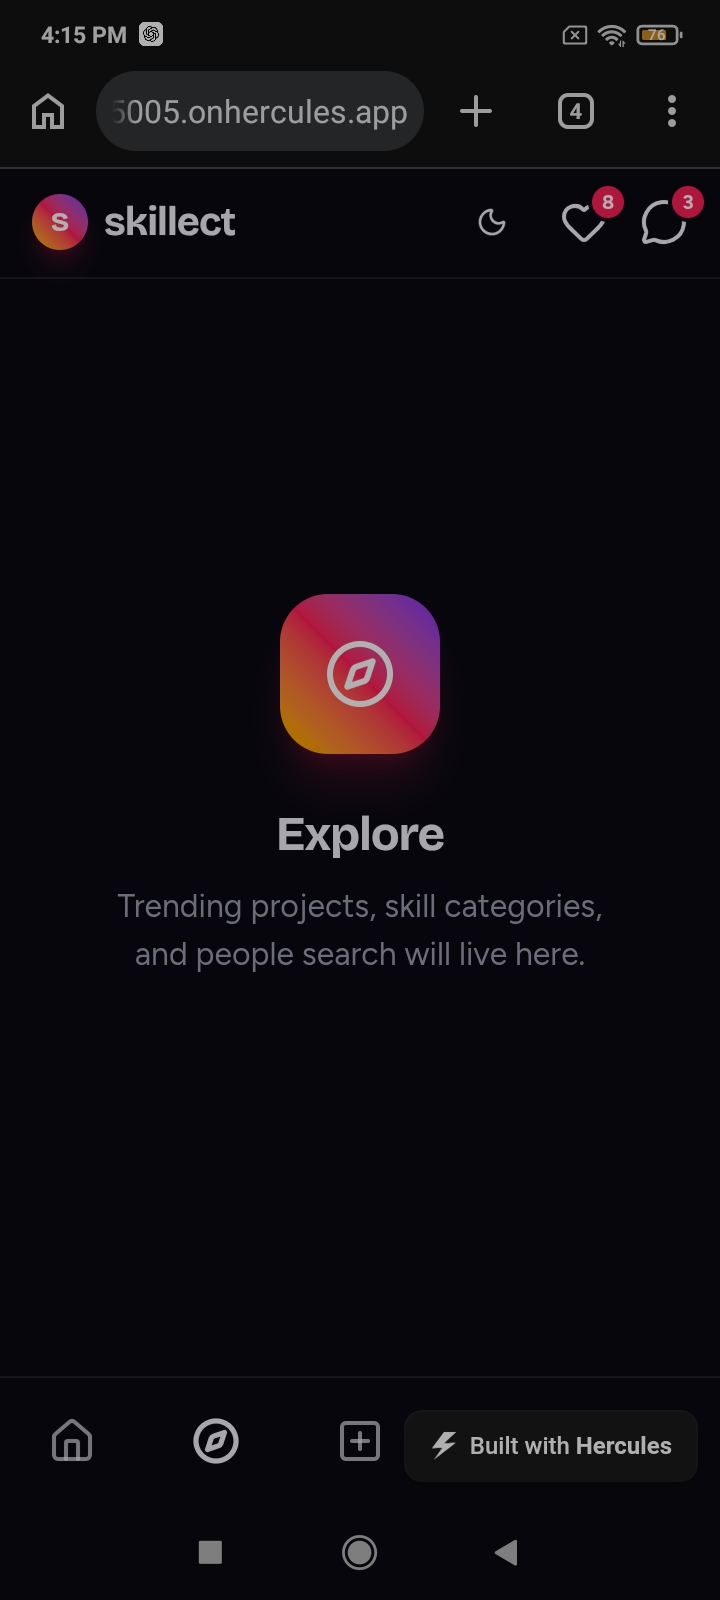 4:15 PM
76
5005.onhercules.app
4
s
skillect
8
3
Explore
Trending projects, skill categories,
and people search will live here.
Built with Hercules